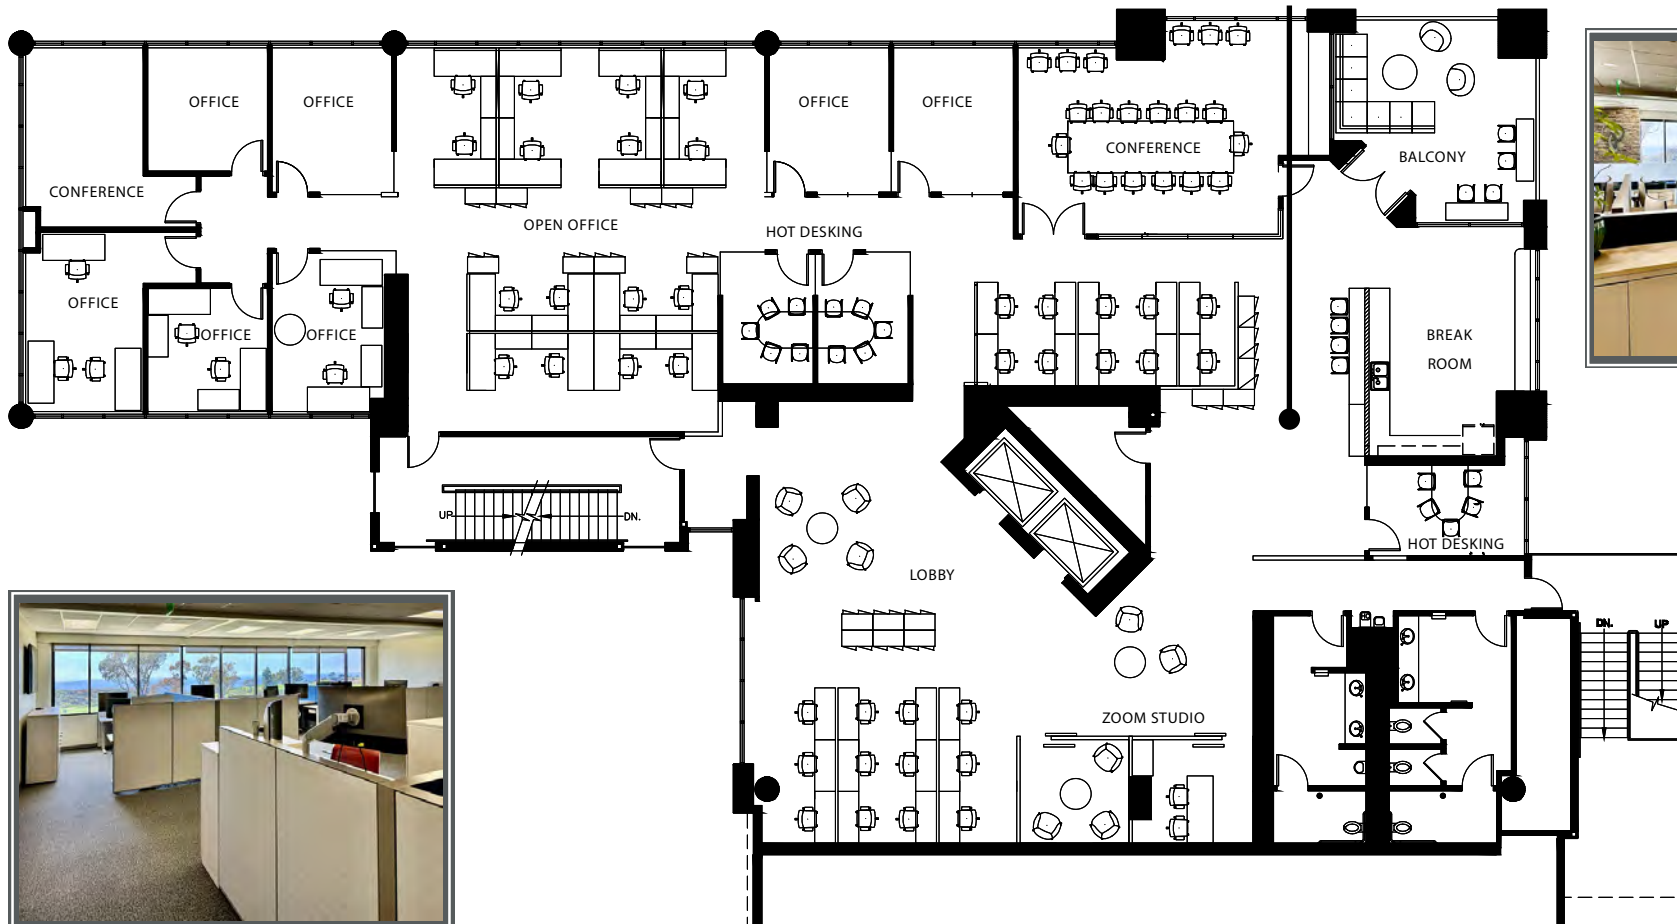 OFFICE
OFFICE
OFFICE
OFFICE
CONFERENCE
BALCONY
CONFERENCE
OPEN OFFICE
HOT DESKING
OFFICE
OFFICE
OFFICE
BREAK
ROOM
UP
DN.
HOT DESKING
LOBBY
DN.
UP
ZOOM STUDIO